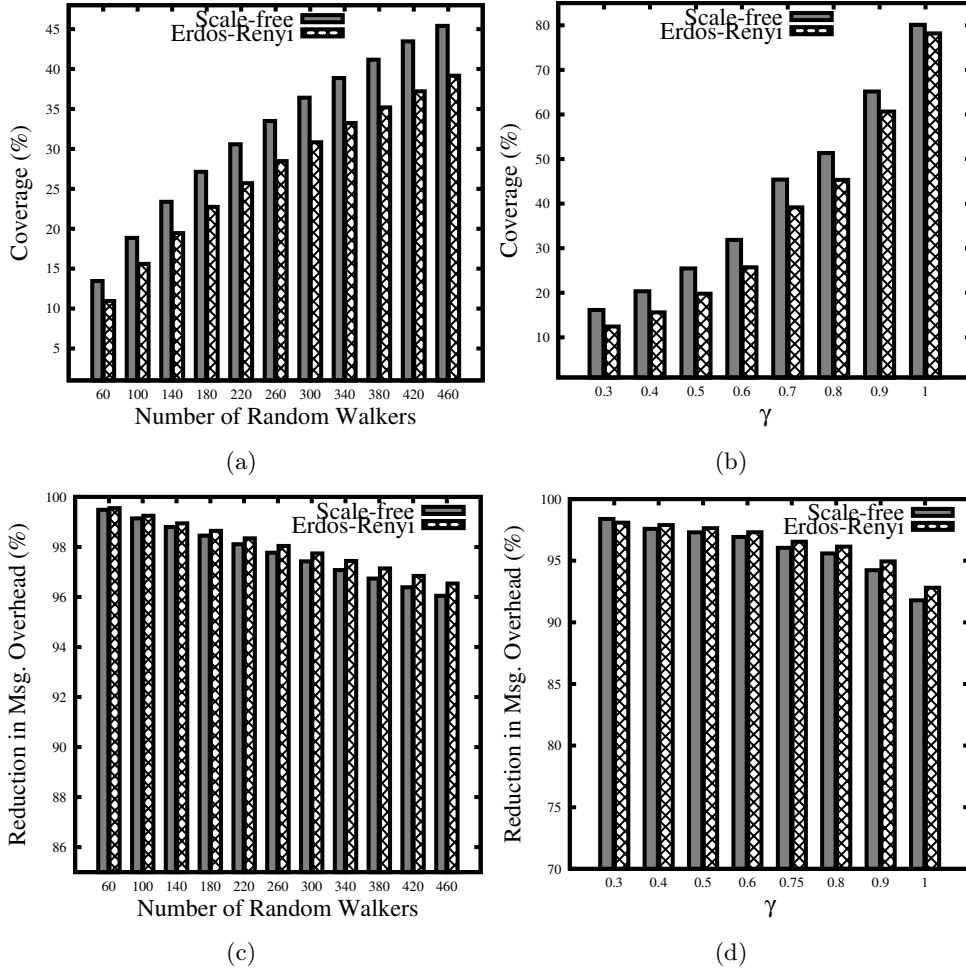 Scale-free
Erdos-Renyi
Coverage (%)
45
40
35
30
25
20
15
10
5
60 100 140 180 220 260 300 340 380 420 460
Number of Random Walkers
(a)
Scale-free
Erdos-Renyi
Coverage (%)
80
70
60
50
40
30
20
10
0.3 0.4 0.5 0.6 0.7 0.8 0.9 1
γ
(b)
Scale-free
Erdos-Renyi
Reduction in Msg. Overhead (%)
100
98
96
94
92
90
88
86
60 100 140 180 220 260 300 340 380 420 460
Number of Random Walkers
(c)
Scale-free
Erdos-Renyi
Reduction in Msg. Overhead (%)
100
95
90
85
80
75
70
0.3 0.4 0.5 0.6 0.75 0.8 0.9 1
γ
(d)